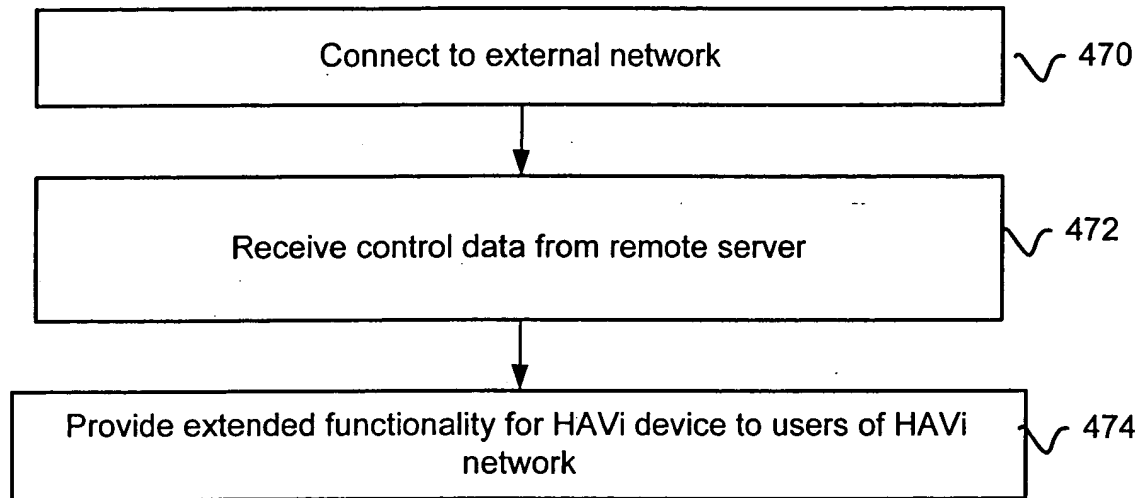 Connect to external network
470
Receive control data from remote server
472
Provide extended functionality for HAVi device to users of HAVi
network
474